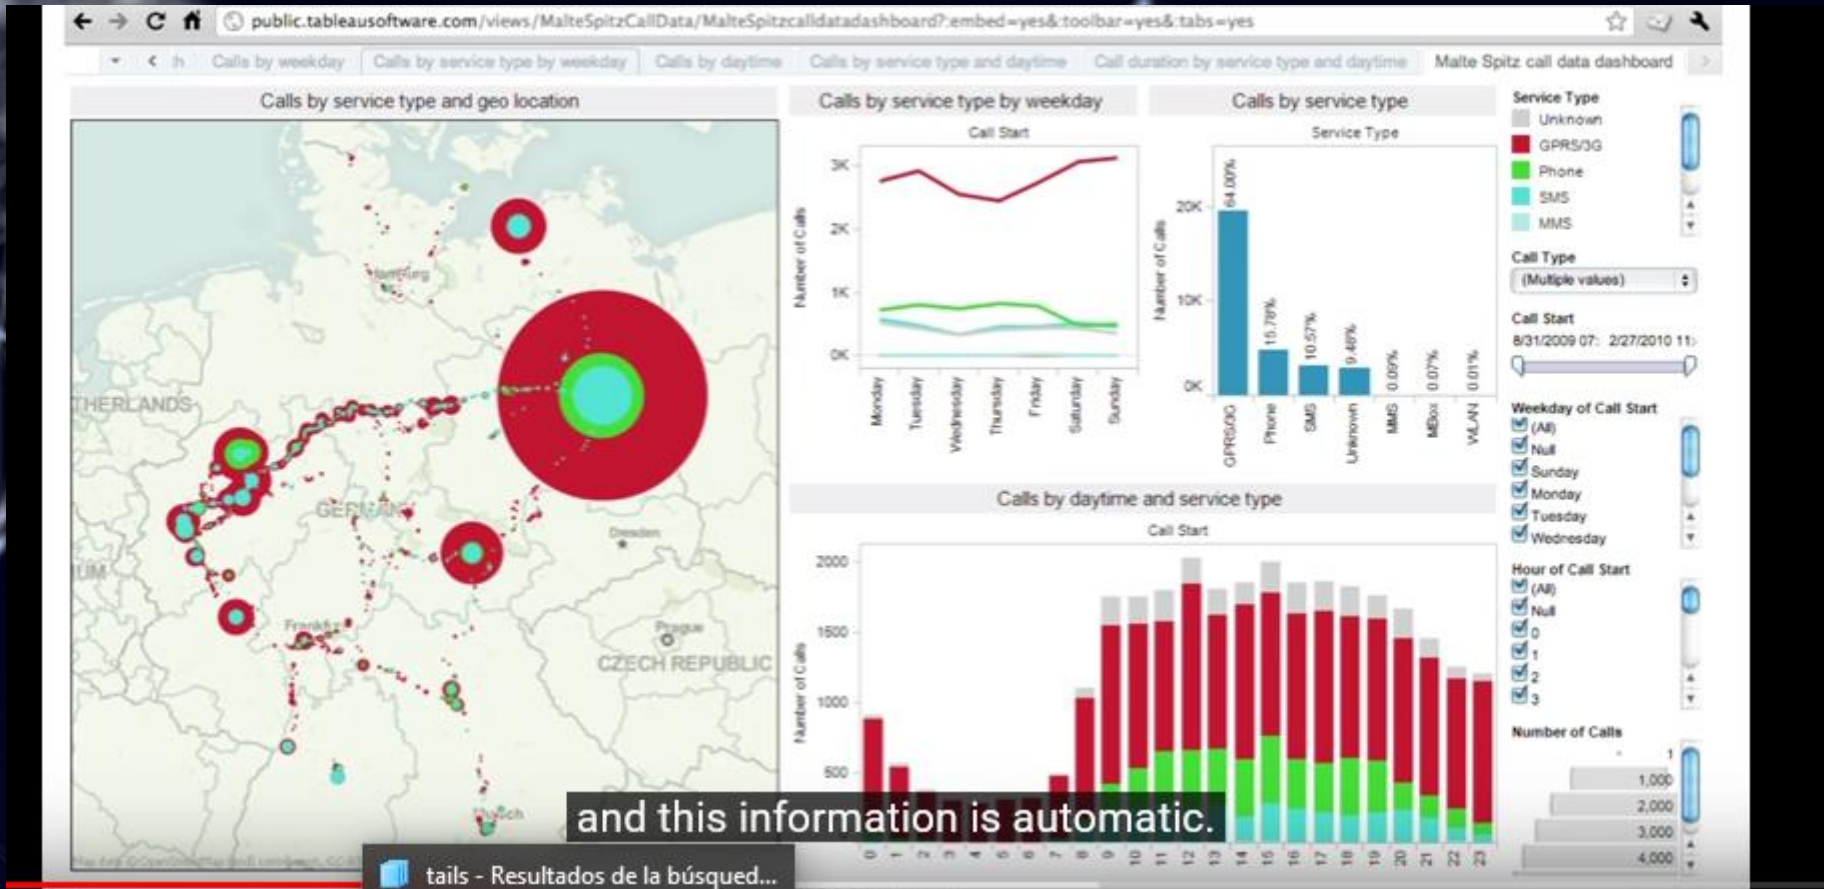 public.tableausoftware.com/views/MalteSpitzCallData/MalteSpitzcalldatadashboard?:embed=yes&:toolbar=yes&:tabs=yes
Calls by weekday
Calls by service type by weekday
Calls by daytime
Calls by service type and daytime
Call duration by service type and daytime
Malte Spitz call data dashboard
Calls by service type and geo location
GERMANY
Dresden
Prague
CZECH REPUBLIC
Calls by service type by weekday
Call Start
Number of Calls
3K
2K
1K
0K
Monday
Tuesday
Wednesday
Thursday
Friday
Saturday
Sunday
Calls by service type
Service Type
Number of Calls
20K
10K
0K
64.00%
15.78%
10.57%
9.48%
0.09%
0.07%
0.01%
GPRS/3G
Phone
SMS
Unknown
MMS
MBox
WLAN
Calls by daytime and service type
Call Start
Number of Calls
2000
1500
1000
500
0 1 2 3 4 5 6 7 8 9 10 11 12 13 14 15 16 17 18 19 20 21 22 23
Service Type
Unknown
GPRS/3G
Phone
SMS
MMS
Call Type
(Multiple values)
Call Start
8/31/2009 07: 2/27/2010 11:
Weekday of Call Start
(All)
Null
Sunday
Monday
Tuesday
Wednesday
Hour of Call Start
(All)
Null
0
1
2
3
Number of Calls
1
1,000
2,000
3,000
4,000
and this information is automatic.
tails - Resultados de la búsqued...